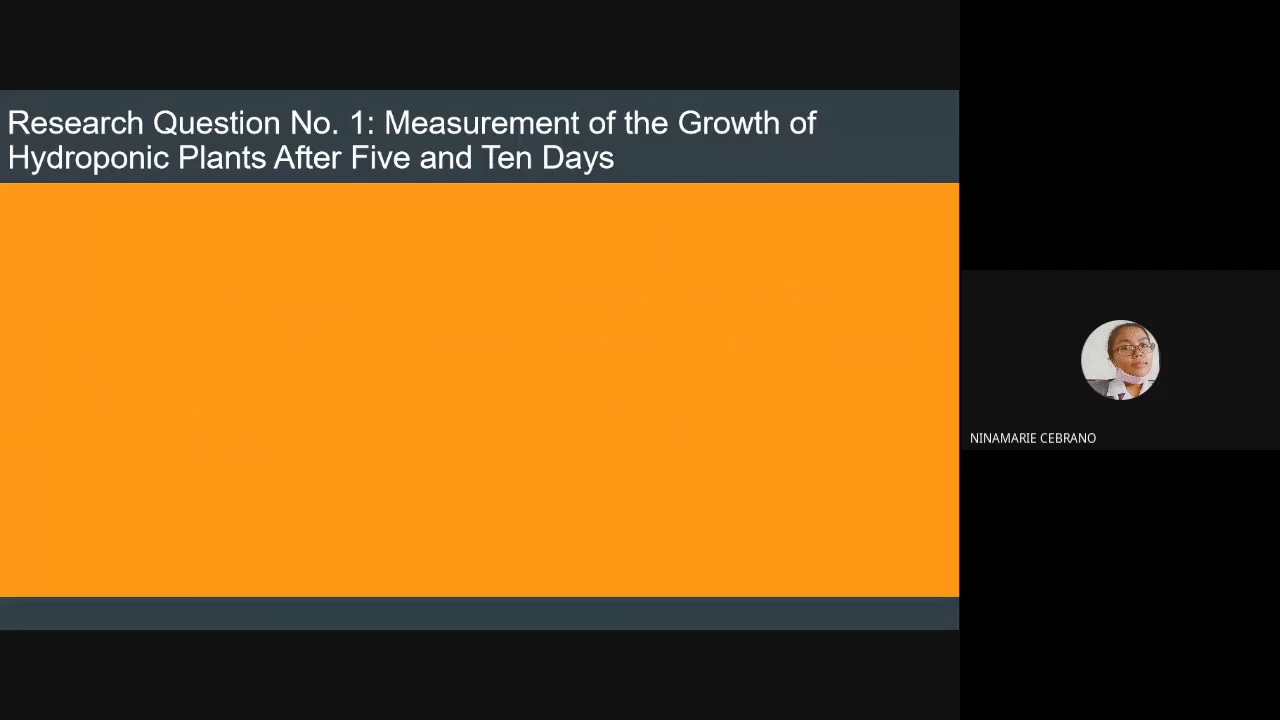 Research Question No. 1: Measurement of the Growth of
Hydroponic Plants After Five and Ten Days
NINAMARIE CEBRANO